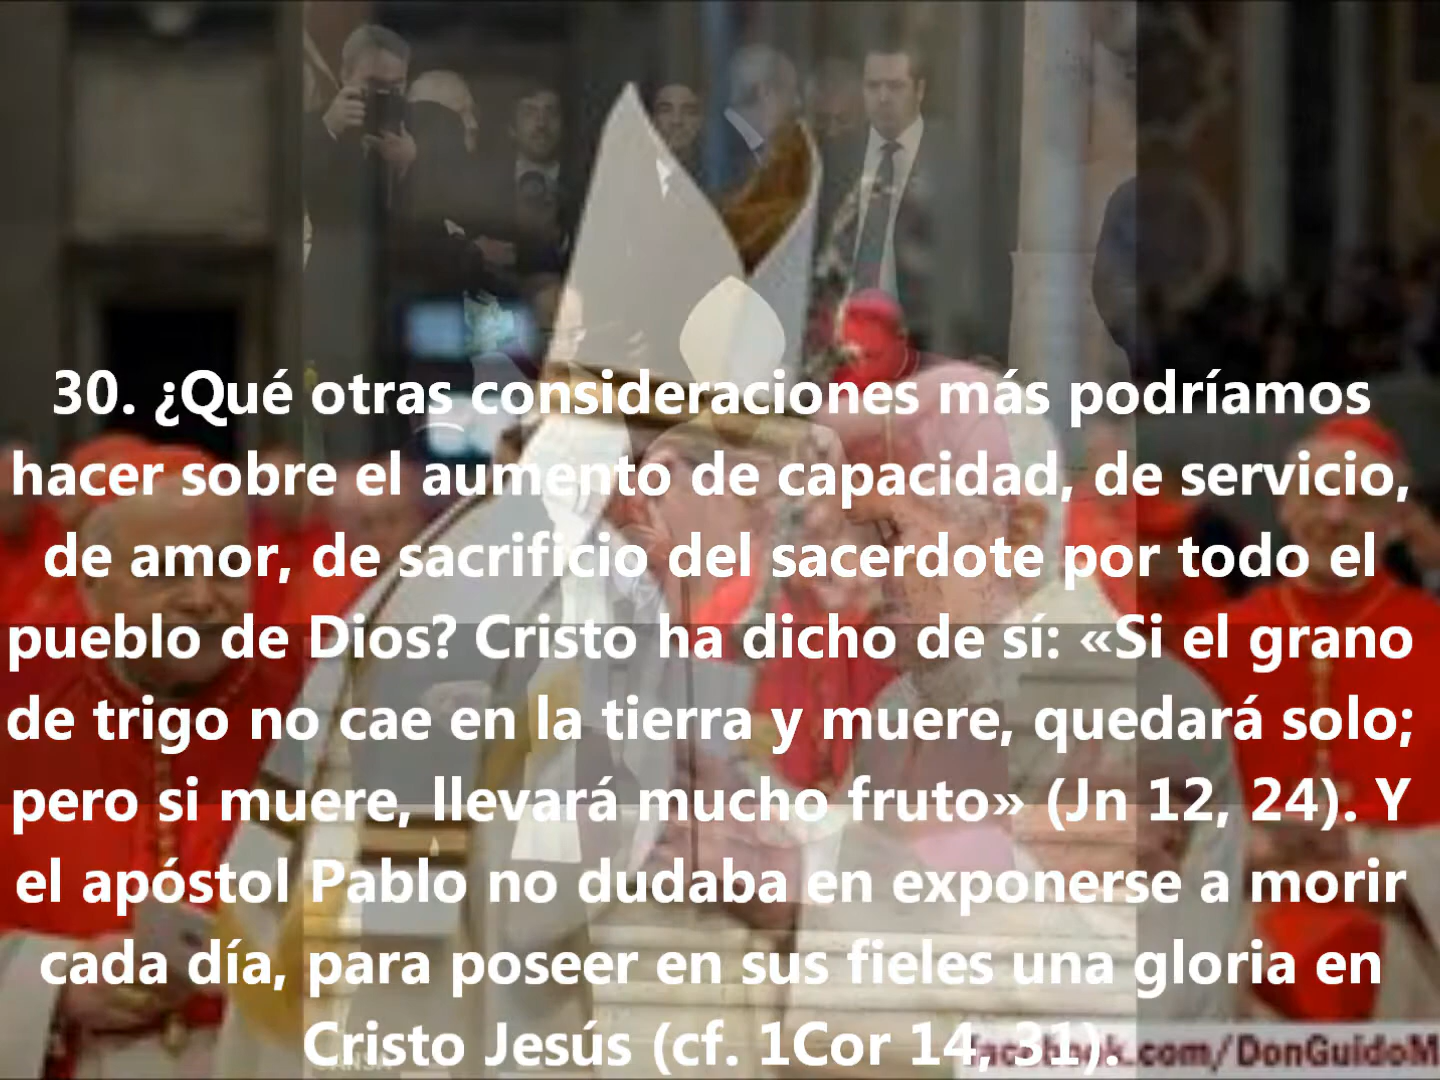 30. ¿Qué otras consideraciones más podríamos
hacer sobre el aumento de capacidad, de servicio,
de amor, de sacrificio del sacerdote por todo el
pueblo de Dios? Cristo ha dicho de sí: «Si el grano
de trigo no cae en la tierra y muere, quedará solo;
pero si muere, llevará mucho fruto» (Jn 12, 24). Y
el apóstol Pablo no dudaba en exponerse a morir
cada día, para poseer en sus fieles una gloria en
Cristo Jesús (cf. 1Cor 14, 31).
facebook.com/DonGuidoM